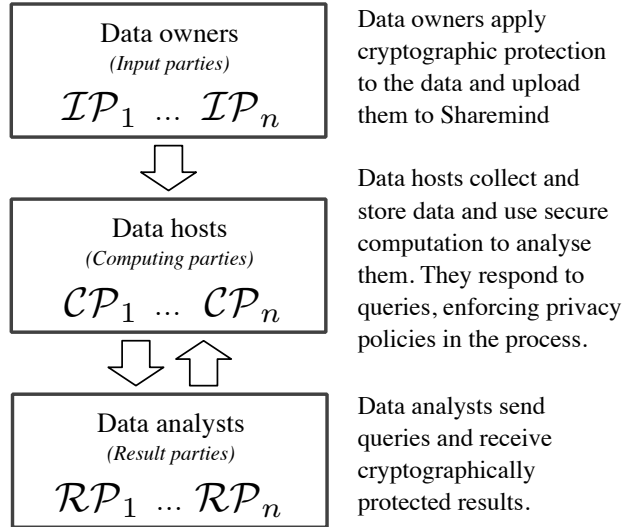 Data owners
(Input parties)
IP₁ ... IPₙ
Data owners apply
cryptographic protection
to the data and upload
them to Sharemind
Data hosts
(Computing parties)
CP₁ ... CPₙ
Data hosts collect and
store data and use secure
computation to analyse
them. They respond to
queries, enforcing privacy
policies in the process.
Data analysts
(Result parties)
RP₁ ... RPₙ
Data analysts send
queries and receive
cryptographically
protected results.